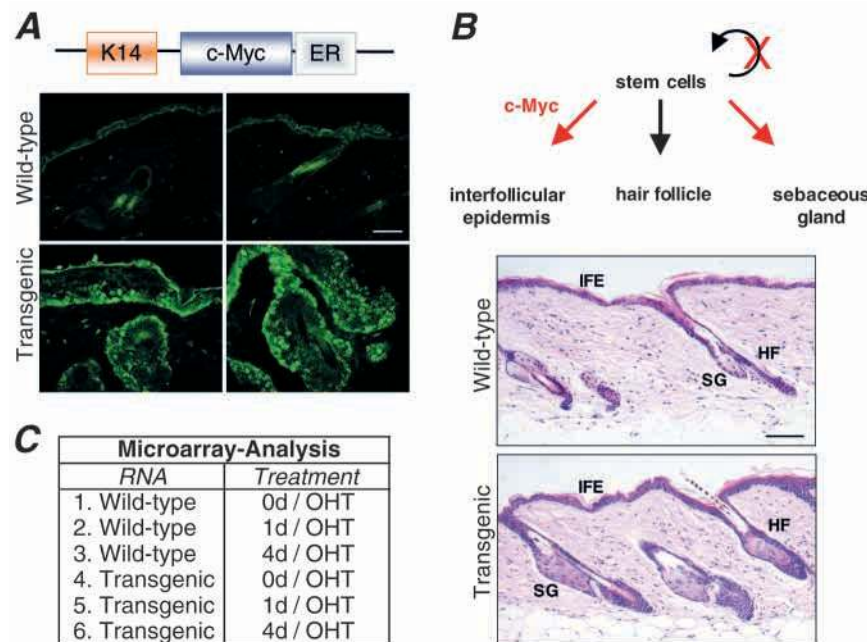 A
K14 c-Myc ER
Wild-type
Transgenic
B
stem cells
X
c-Myc
interfollicular epidermis
hair follicle
sebaceous gland
IFE
HF
SG
Wild-type
IFE
HF
SG
Transgenic
C
Microarray-Analysis
RNA Treatment
1. Wild-type 0d / OHT
2. Wild-type 1d / OHT
3. Wild-type 4d / OHT
4. Transgenic 0d / OHT
5. Transgenic 1d / OHT
6. Transgenic 4d / OHT